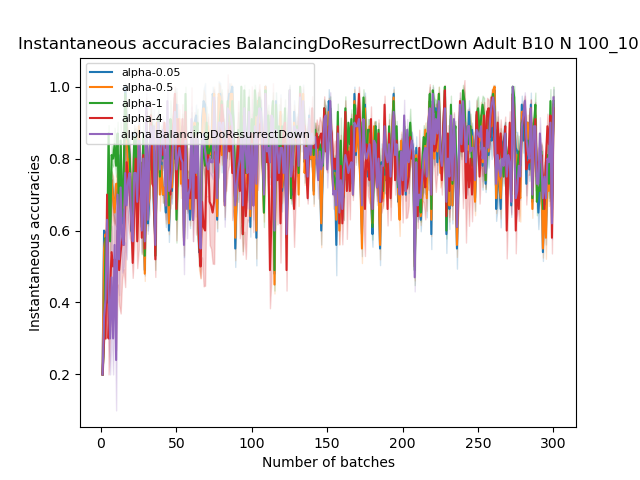 Instantaneous accuracies BalancingDoResurrectDown Adult B10 N 100_10
alpha-0.05
alpha-0.5
alpha-1
alpha-4
alpha BalancingDoResurrectDown
1.0
0.8
0.6
0.4
0.2
Instantaneous accuracies
0
50
100
150
200
250
300
Number of batches